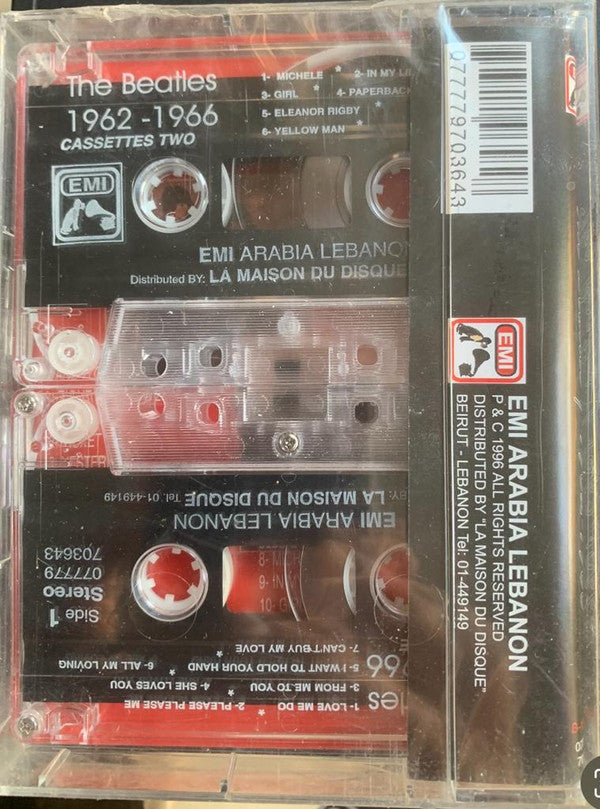 The Beatles
1962 -1966
CASSETTES TWO
EMI
1- MICHELE * 2- IN MY
3- GIRL * 4- PAPERBACK
5- ELEANOR RIGBY *
6- YELLOW MAN *
EMI ARABIA LEBANON
Distributed BY: LA MAISON DU DISQUE
077779703643
EMI
EMI ARABIA LEBANON
P & C 1996 ALL RIGHTS RESERVED
DISTRIBUTED BY "LA MAISON DU DISQUE"
BEIRUT - LEBANON Tel: 01-449149
1- LOVE ME DO * 2- PLEASE PLEASE ME
3- FROM ME TO YOU * 4- SHE LOVES YOU
5- I WANT TO HOLD YOUR HAND * 6- ALL MY LOVING
7- CAN'T BUY MY LOVE
Side 1
Stereo
077779
703643
EMI ARABIA LEBANON
BY: LA MAISON DU DISQUE Tel. 01-449149